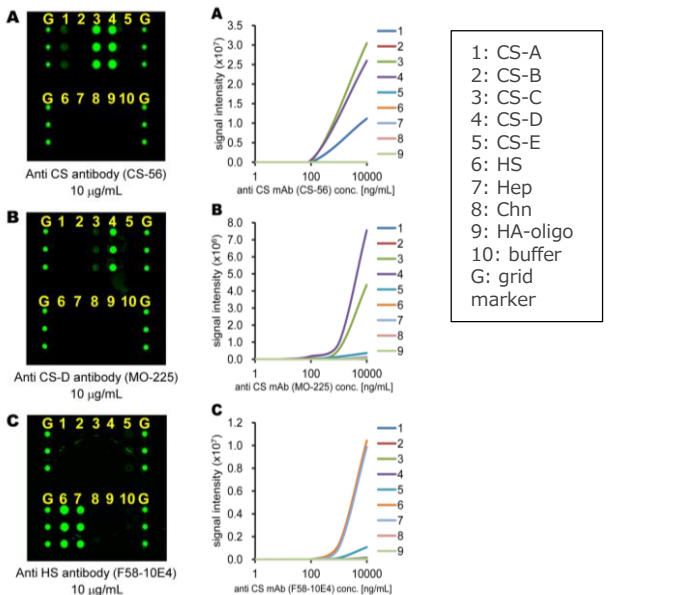 A
G 1 2 3 4 5 G
G 6 7 8 9 10 G
Anti CS antibody (CS-56)
10 µg/mL
A
signal intensity (x10⁷)
3.5
3.0
2.5
2.0
1.5
1.0
0.5
0.0
1 100 10000
anti CS mAb (CS-56) conc. [ng/mL]
1
2
3
4
5
6
7
8
9
1: CS-A
2: CS-B
3: CS-C
4: CS-D
5: CS-E
6: HS
7: Hep
8: Chn
9: HA-oligo
10: buffer
G: grid
marker
B
G 1 2 3 4 5 G
G 6 7 8 9 10 G
Anti CS-D antibody (MO-225)
10 µg/mL
B
signal intensity (x10⁶)
8.0
7.0
6.0
5.0
4.0
3.0
2.0
1.0
0.0
1 100 10000
anti CS mAb (MO-225) conc. [ng/mL]
1
2
3
4
5
6
7
8
9
C
G 1 2 3 4 5 G
G 6 7 8 9 10 G
Anti HS antibody (F58-10E4)
10 µg/mL
C
signal intensity (x10⁷)
1.2
1.0
0.8
0.6
0.4
0.2
0.0
1 100 10000
anti CS mAb (F58-10E4) conc. [ng/mL]
1
2
3
4
5
6
7
8
9